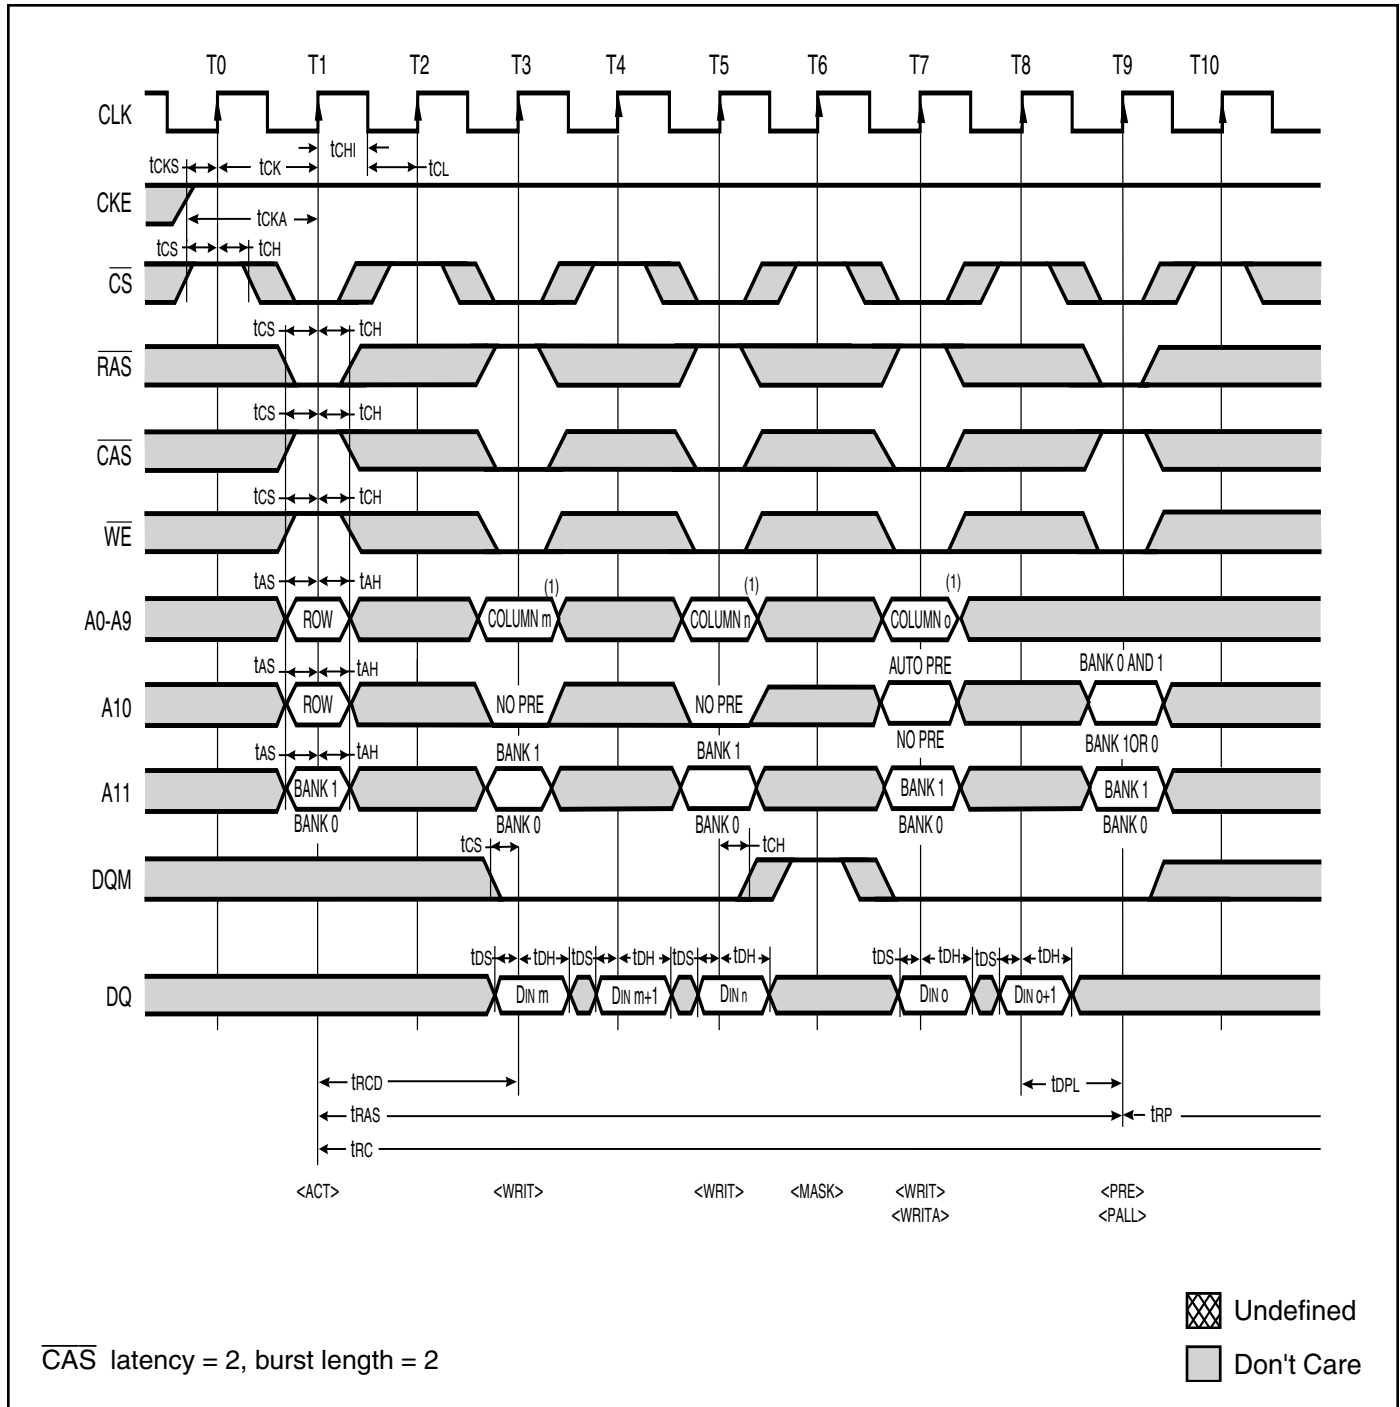 T0 T1 T2 T3 T4 T5 T6 T7 T8 T9 T10
CLK
tCHI
tCKS tCK tCL
CKE
tCKA
tCS tCH
CS
tCS tCH
RAS
tCS tCH
CAS
tCS tCH
WE
tAS tAH (1) (1) (1)
A0-A9 ROW COLUMN m COLUMN n COLUMN o
tAS tAH AUTO PRE BANK 0 AND 1
A10 ROW NO PRE NO PRE
NO PRE BANK 1OR 0
tAS tAH BANK 1 BANK 1
A11 BANK 1 BANK 1 BANK 1
BANK 0 BANK 0 BANK 0 BANK 0 BANK 0
tCS tCH
DQM
tDS tDH tDS tDH tDS tDH tDS tDH tDS tDH
DQ DIN m DIN m+1 DIN n DIN o DIN o+1
tRCD tDPL
tRAS tRP
tRC
<ACT> <WRIT> <WRIT> <MASK> <WRIT> <PRE>
<WRITA> <PALL>
Undefined
CAS latency = 2, burst length = 2
Don't Care